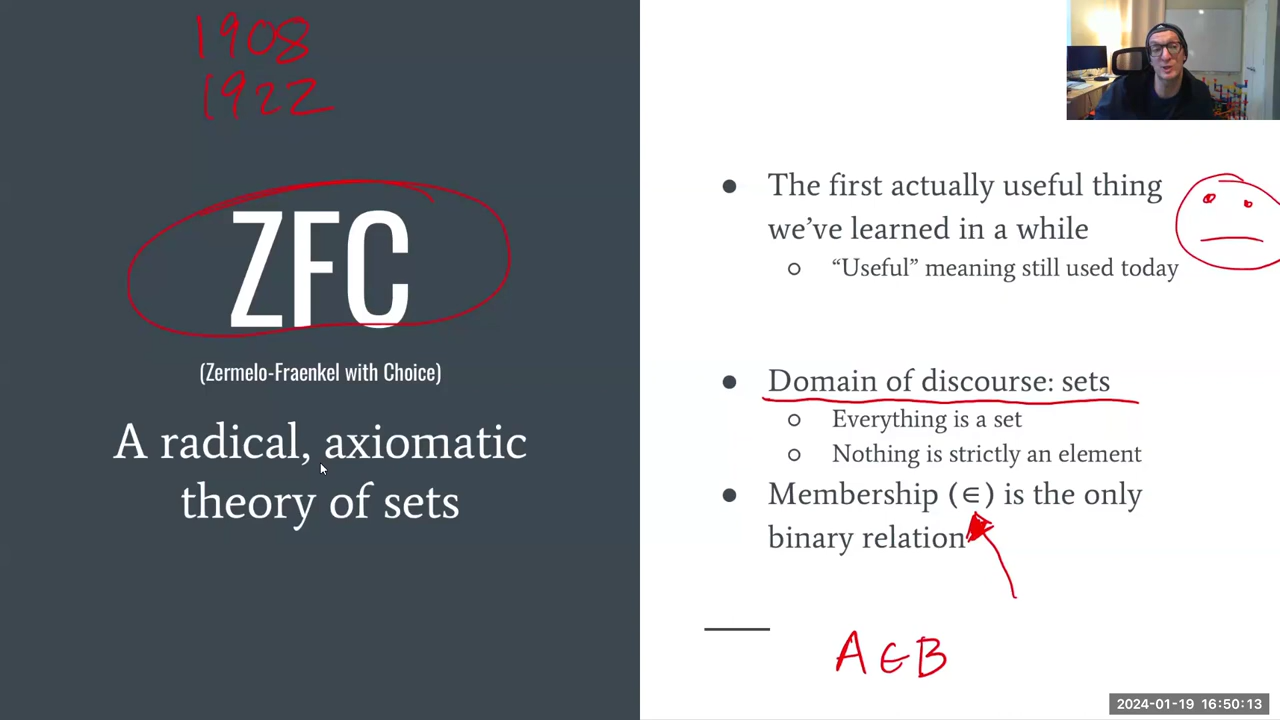 1908
1922
ZFC
(Zermelo-Fraenkel with Choice)
A radical, axiomatic
theory of sets
● The first actually useful thing
we’ve learned in a while
○ “Useful” meaning still used today
● Domain of discourse: sets
○ Everything is a set
○ Nothing is strictly an element
● Membership (∈) is the only
binary relation
A ∈ B
2024-01-19 16:50:13